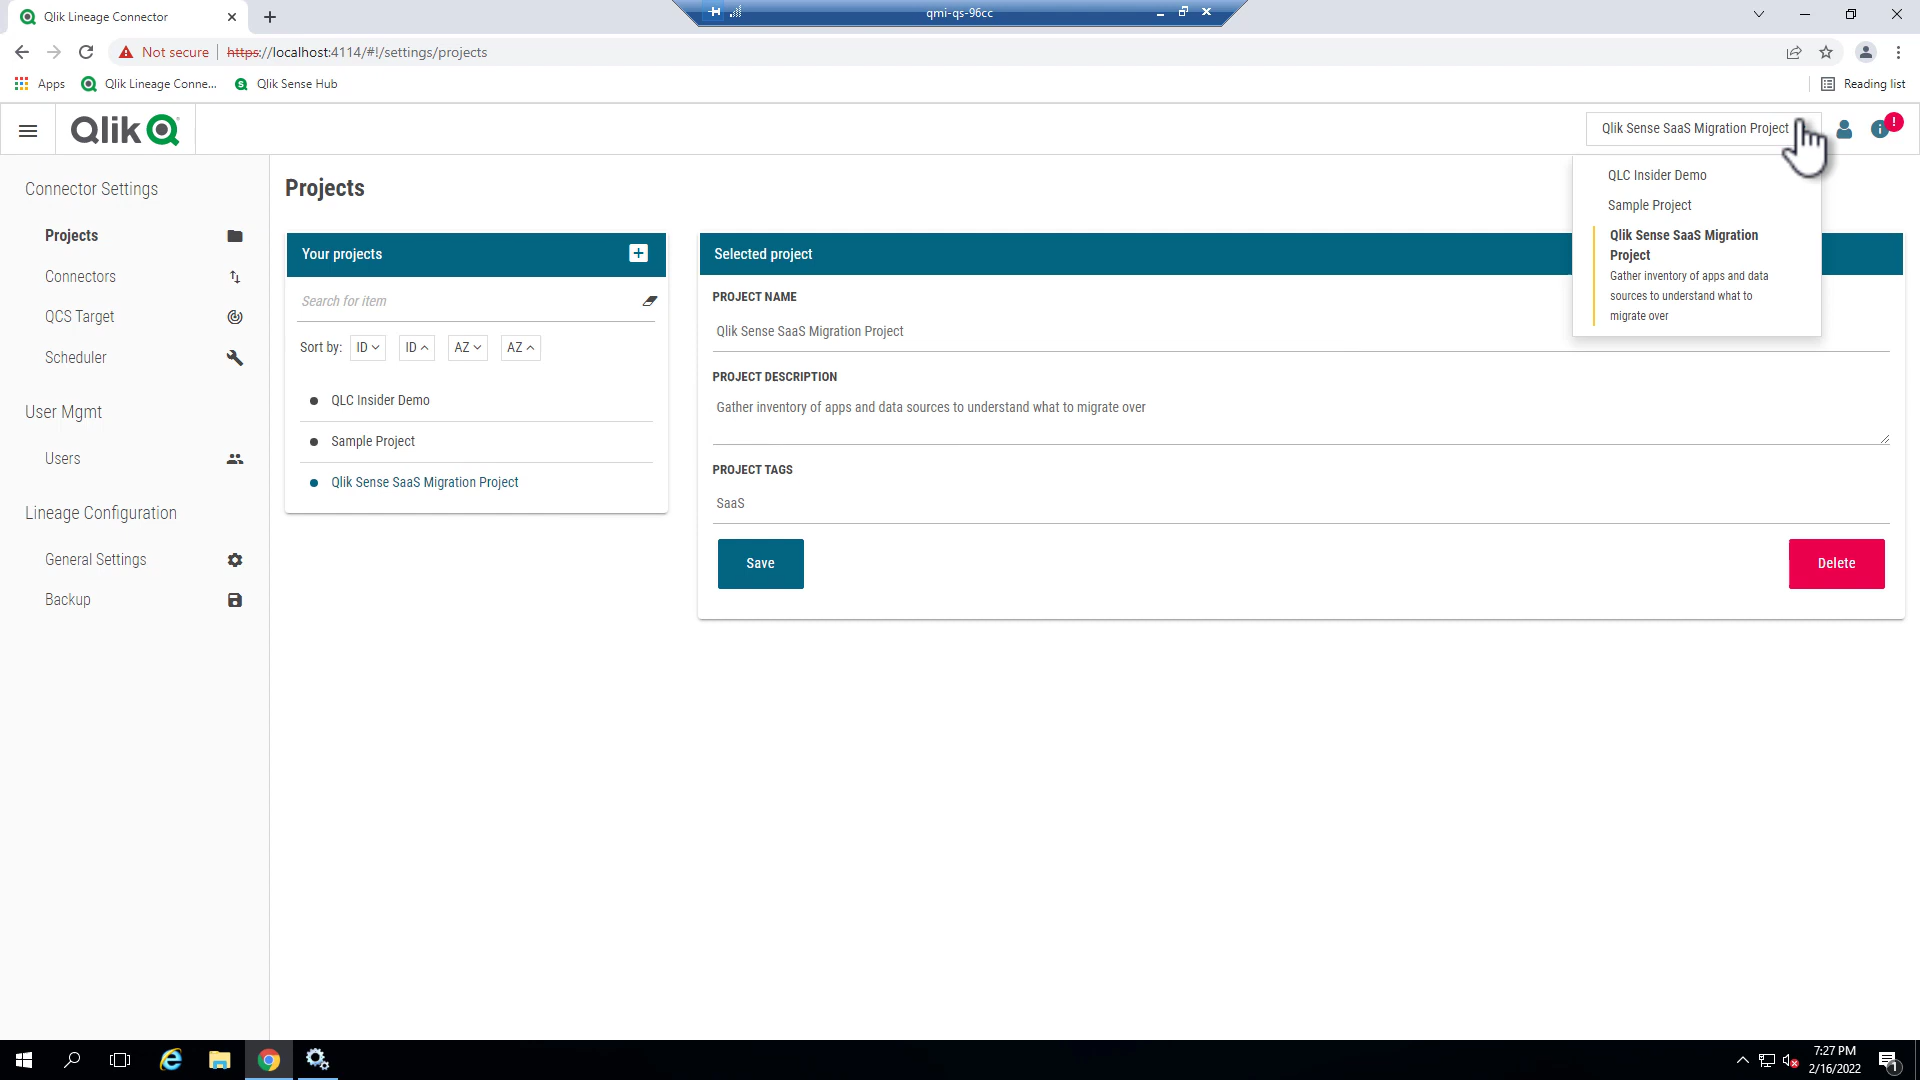 Qlik Lineage Connector
qmi-qs-96cc
Not secure https://localhost:4114/#!/settings/projects
Apps Qlik Lineage Conne... Qlik Sense Hub Reading list
Qlik
Qlik Sense SaaS Migration Project
!
QLC Insider Demo
Sample Project
Qlik Sense SaaS Migration
Project
Gather inventory of apps and data
sources to understand what to
migrate over
Connector Settings
Projects
Connectors
QCS Target
Scheduler
User Mgmt
Users
Lineage Configuration
General Settings
Backup
Projects
Your projects
Search for item
Sort by: ID ID AZ AZ
QLC Insider Demo
Sample Project
Qlik Sense SaaS Migration Project
Selected project
PROJECT NAME
Qlik Sense SaaS Migration Project
PROJECT DESCRIPTION
Gather inventory of apps and data sources to understand what to migrate over
PROJECT TAGS
SaaS
Save Delete
7:27 PM
2/16/2022
1